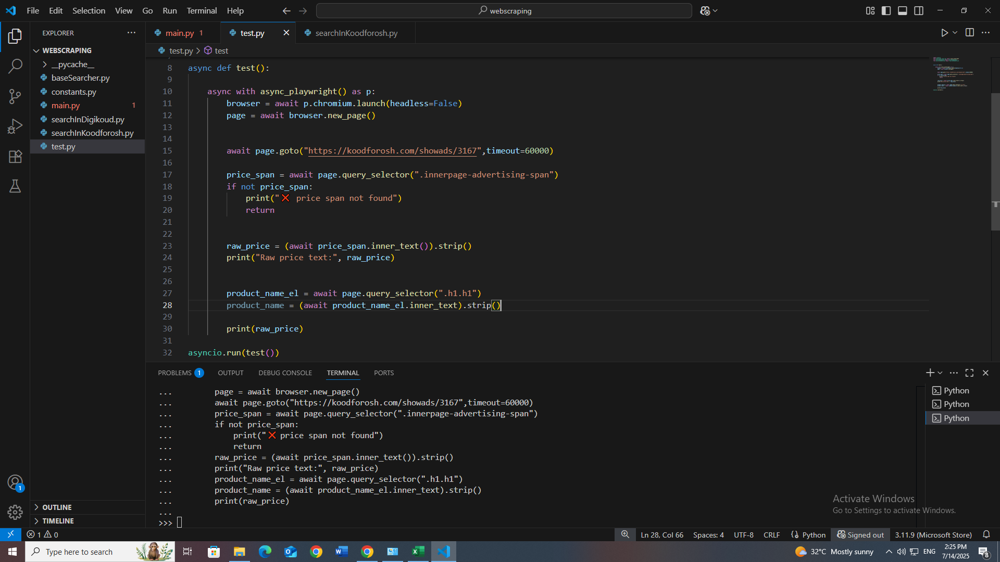 File Edit Selection View Go Run Terminal Help
webscraping
EXPLORER
WEBSCRAPING
__pycache__
baseSearcher.py
constants.py
main.py 1
searchInDigikoud.py
searchInKoodforosh.py
test.py
OUTLINE
TIMELINE
1
main.py 1
test.py
searchInKoodforosh.py
test.py > test
8 async def test():
9
10 async with async_playwright() as p:
11 browser = await p.chromium.launch(headless=False)
12 page = await browser.new_page()
13
14
15 await page.goto("https://koodforosh.com/showads/3167",timeout=60000)
16
17 price_span = await page.query_selector(".innerpage-advertising-span")
18 if not price_span:
19 print("❌ price span not found")
20 return
21
22
23 raw_price = (await price_span.inner_text()).strip()
24 print("Raw price text:", raw_price)
25
26
27 product_name_el = await page.query_selector(".h1.h1")
28 product_name = (await product_name_el.inner_text).strip()
29
30 print(raw_price)
31
32 asyncio.run(test())
PROBLEMS 1 OUTPUT DEBUG CONSOLE TERMINAL PORTS
... page = await browser.new_page()
... await page.goto("https://koodforosh.com/showads/3167",timeout=60000)
... price_span = await page.query_selector(".innerpage-advertising-span")
... if not price_span:
... print("❌ price span not found")
... return
... raw_price = (await price_span.inner_text()).strip()
... print("Raw price text:", raw_price)
... product_name_el = await page.query_selector(".h1.h1")
... product_name = (await product_name_el.inner_text).strip()
... print(raw_price)
...
>>>
Python
Python
Python
Activate Windows
Go to Settings to activate Windows.
1 0
Ln 28, Col 66 Spaces: 4 UTF-8 CRLF Python Signed out 3.11.9 (Microsoft Store)
Type here to search
32°C Mostly sunny
ENG
2:25 PM
7/14/2025
8